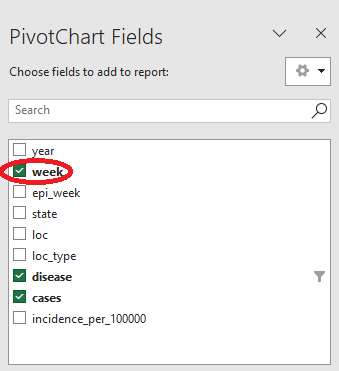 PivotChart Fields
Choose fields to add to report:
Search
year
week
epi_week
state
loc
loc_type
disease
cases
incidence_per_100000